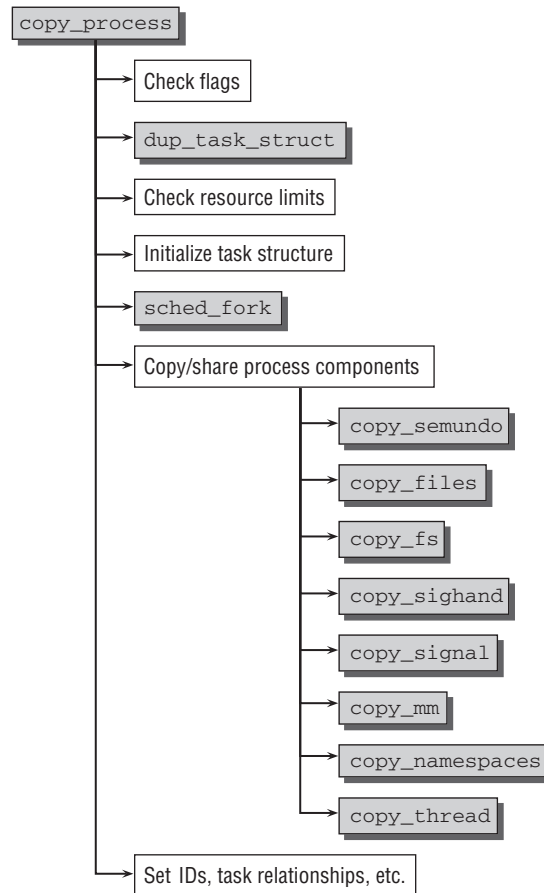 copy_process
Check flags
dup_task_struct
Check resource limits
Initialize task structure
sched_fork
Copy/share process components
copy_semundo
copy_files
copy_fs
copy_sighand
copy_signal
copy_mm
copy_namespaces
copy_thread
Set IDs, task relationships, etc.